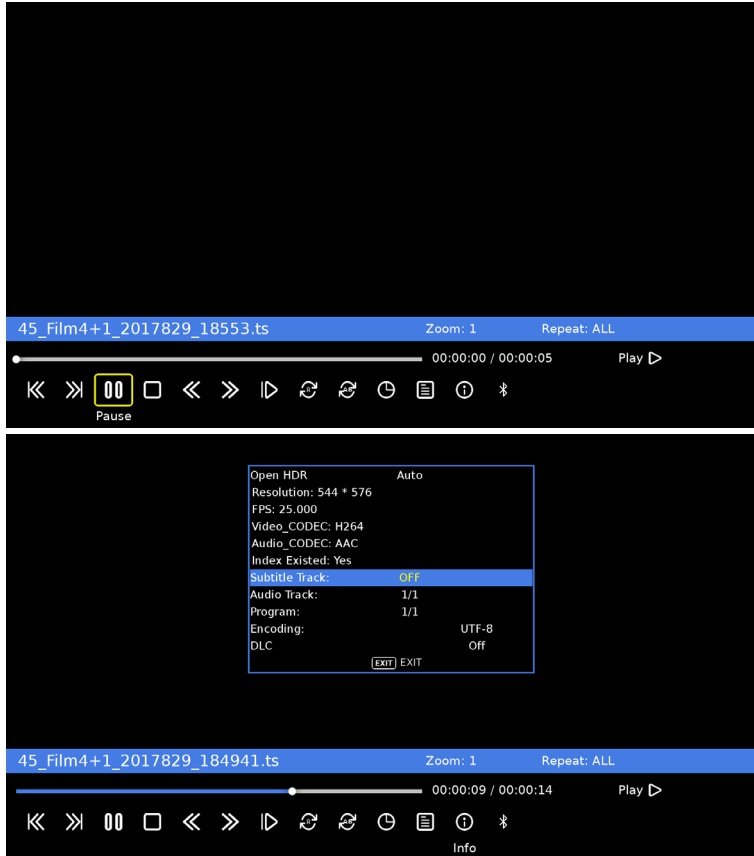 45_Film4+1_2017829_18553.ts Zoom: 1 Repeat: ALL
00:00:00 / 00:00:05 Play
Pause
Open HDR Auto
Resolution: 544 * 576
FPS: 25.000
Video_CODEC: H264
Audio_CODEC: AAC
Index Existed: Yes
Subtitle Track: OFF
Audio Track: 1/1
Program: 1/1
Encoding: UTF-8
DLC Off
EXIT EXIT
45_Film4+1_2017829_184941.ts Zoom: 1 Repeat: ALL
00:00:09 / 00:00:14 Play
Info